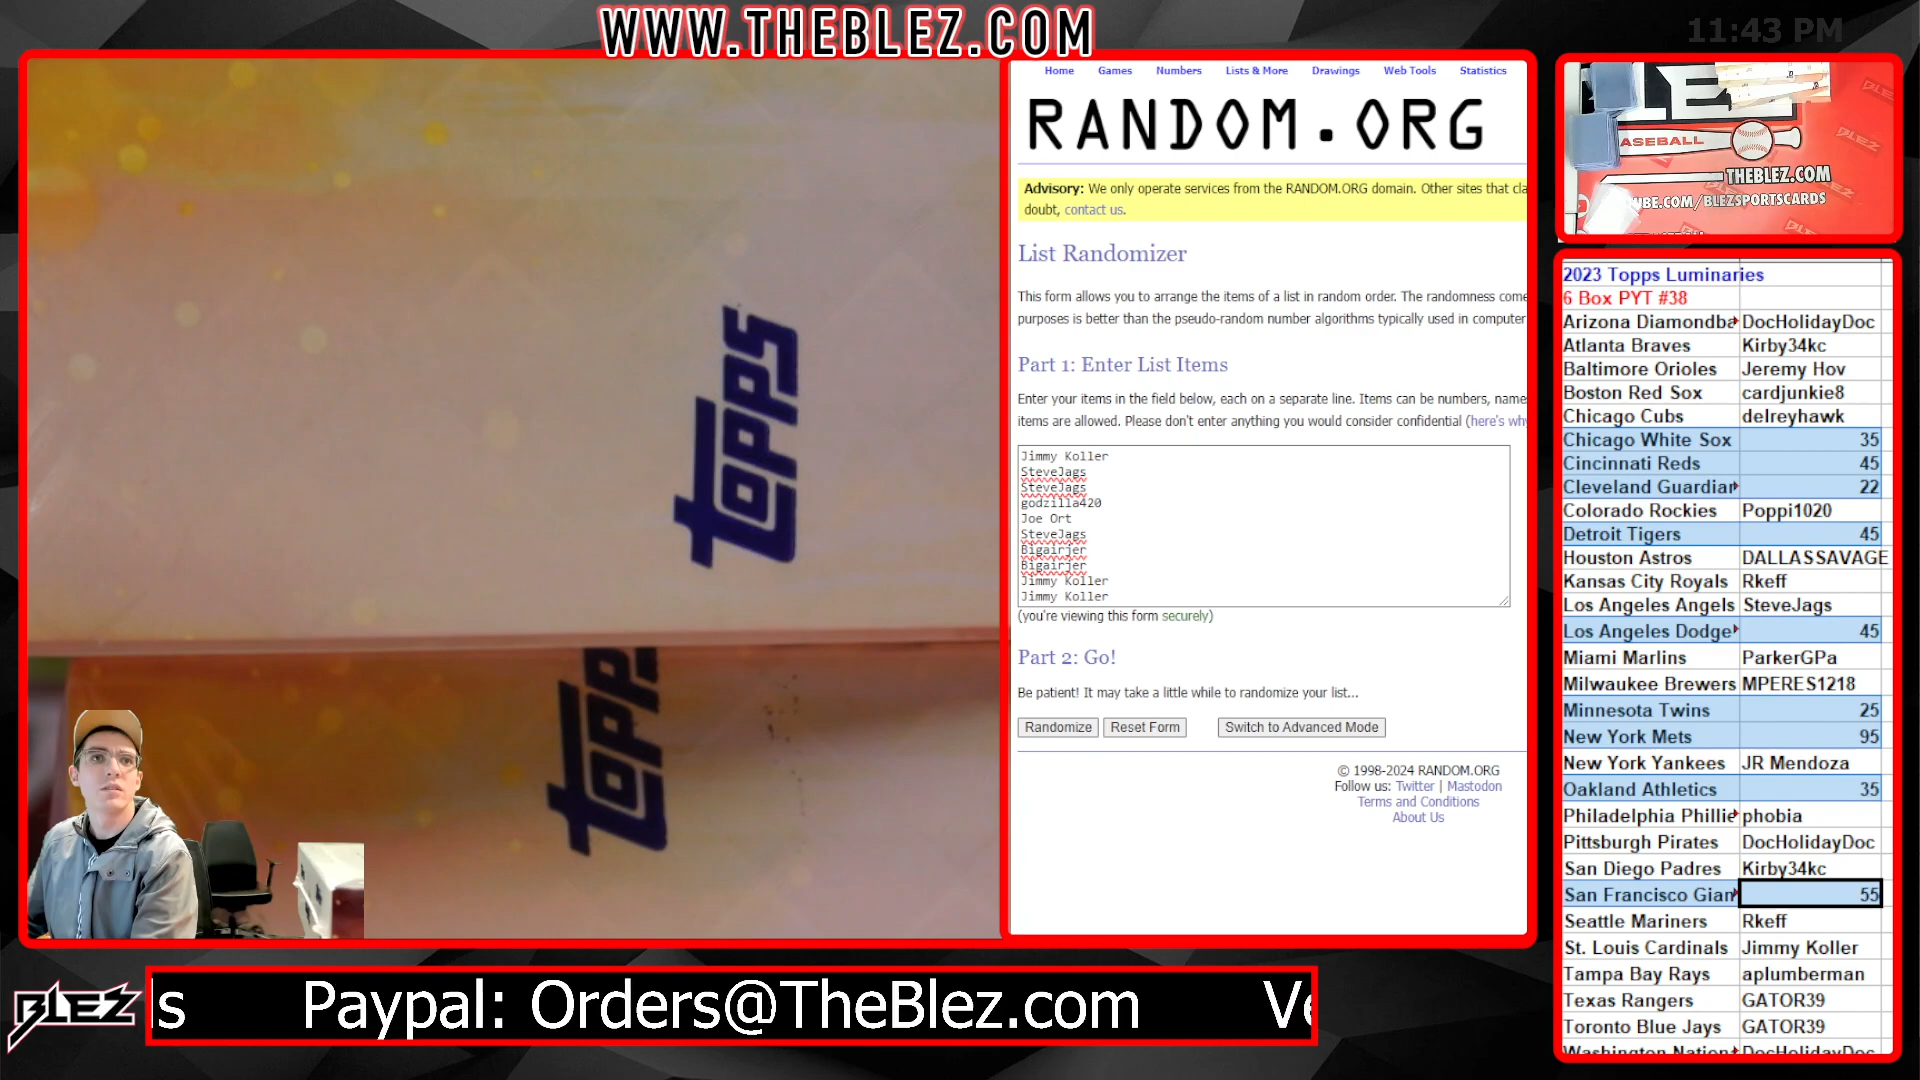 WWW.THEBLEZ.COM
11:43 PM
Home Games Numbers Lists & More Drawings Web Tools Statistics
RANDOM.ORG
Advisory: We only operate services from the RANDOM.ORG domain. Other sites that cla
doubt, contact us.
List Randomizer
This form allows you to arrange the items of a list in random order. The randomness come
purposes is better than the pseudo-random number algorithms typically used in computer
Part 1: Enter List Items
Enter your items in the field below, each on a separate line. Items can be numbers, name
items are allowed. Please don't enter anything you would consider confidential (here's why
Jimmy Koller
SteveJags
SteveJags
godzilla420
Joe Ort
SteveJags
Bigairjer
Bigairjer
Jimmy Koller
Jimmy Koller
(you're viewing this form securely)
Part 2: Go!
Be patient! It may take a little while to randomize your list...
Randomize Reset Form Switch to Advanced Mode
© 1998-2024 RANDOM.ORG
Follow us: Twitter | Mastodon
Terms and Conditions
About Us
topps
topps
ASEBALL
THEBLEZ.COM
BE.COM/BLEZSPORTSCARDS
2023 Topps Luminaries
6 Box PYT #38
Arizona Diamondba DocHolidayDoc
Atlanta Braves Kirby34kc
Baltimore Orioles Jeremy Hov
Boston Red Sox cardjunkie8
Chicago Cubs delreyhawk
Chicago White Sox 35
Cincinnati Reds 45
Cleveland Guardian 22
Colorado Rockies Poppi1020
Detroit Tigers 45
Houston Astros DALLASSAVAGE
Kansas City Royals Rkeff
Los Angeles Angels SteveJags
Los Angeles Dodge 45
Miami Marlins ParkerGPa
Milwaukee Brewers MPERES1218
Minnesota Twins 25
New York Mets 95
New York Yankees JR Mendoza
Oakland Athletics 35
Philadelphia Phillie phobia
Pittsburgh Pirates DocHolidayDoc
San Diego Padres Kirby34kc
San Francisco Gian 55
Seattle Mariners Rkeff
St. Louis Cardinals Jimmy Koller
Tampa Bay Rays aplumberman
Texas Rangers GATOR39
Toronto Blue Jays GATOR39
Washington Nation DocHolidayDoc
BLEZ
ls Paypal: Orders@TheBlez.com Ve